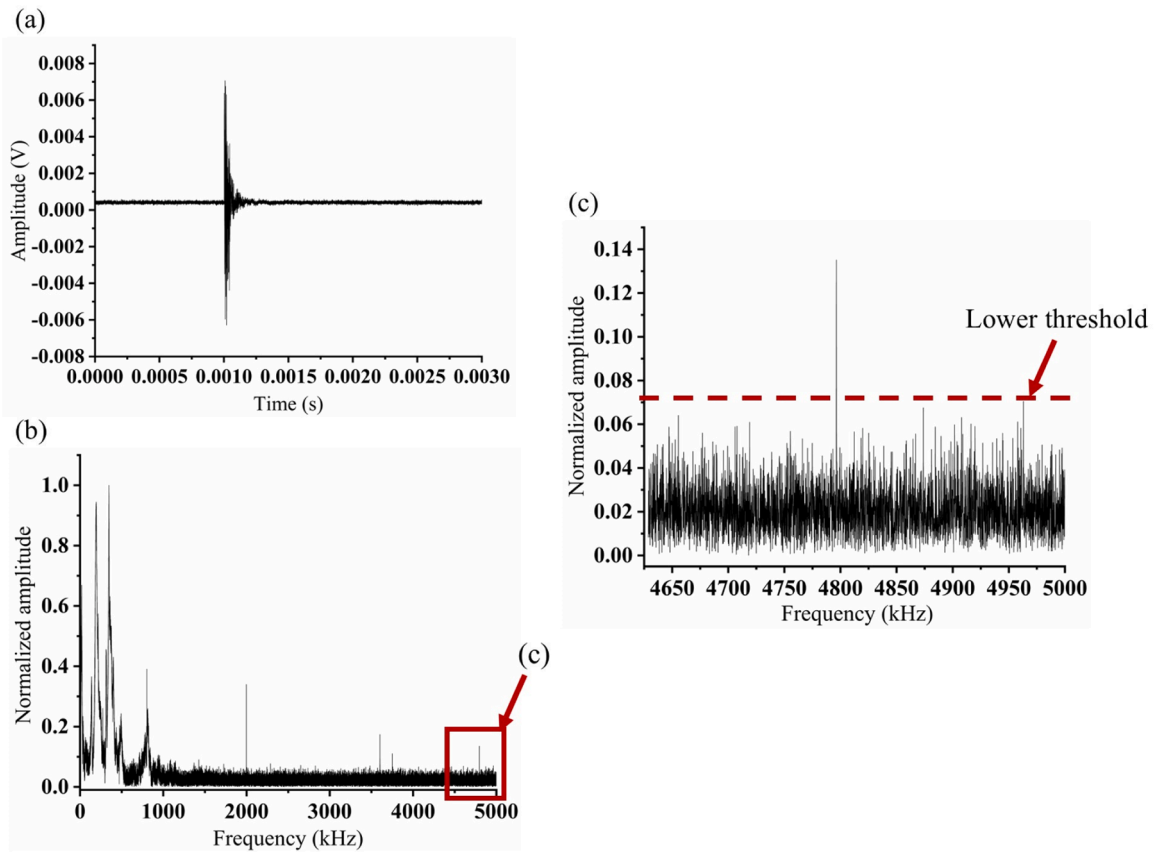 (a)
0.008
0.006
0.004
0.002
0.000
-0.002
-0.004
-0.006
-0.008
Amplitude (V)
0.0000 0.0005 0.0010 0.0015 0.0020 0.0025 0.0030
Time (s)
(b)
1.0
0.8
0.6
0.4
0.2
0.0
Normalized amplitude
0 1000 2000 3000 4000 5000
Frequency (kHz)
(c)
(c)
0.14
0.12
0.10
0.08
0.06
0.04
0.02
0.00
Normalized amplitude
Lower threshold
4650 4700 4750 4800 4850 4900 4950 5000
Frequency (kHz)